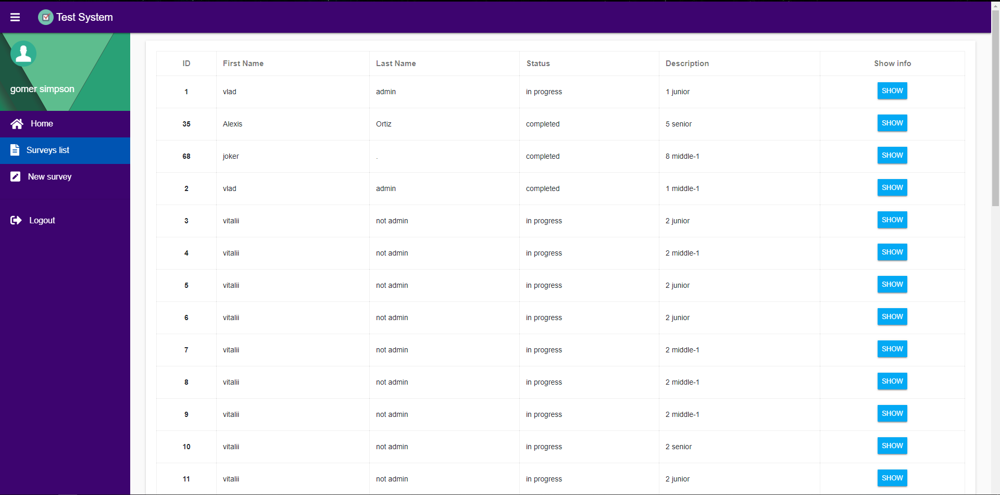 Test System
gomer simpson
Home
Surveys list
New survey
Logout
ID First Name Last Name Status Description Show info
1 vlad admin in progress 1 junior SHOW
35 Alexis Ortiz completed 5 senior SHOW
68 joker . completed 8 middle-1 SHOW
2 vlad admin completed 1 middle-1 SHOW
3 vitalii not admin in progress 2 junior SHOW
4 vitalii not admin in progress 2 middle-1 SHOW
5 vitalii not admin in progress 2 junior SHOW
6 vitalii not admin in progress 2 junior SHOW
7 vitalii not admin in progress 2 middle-1 SHOW
8 vitalii not admin in progress 2 middle-1 SHOW
9 vitalii not admin in progress 2 middle-1 SHOW
10 vitalii not admin in progress 2 senior SHOW
11 vitalii not admin in progress 2 junior SHOW